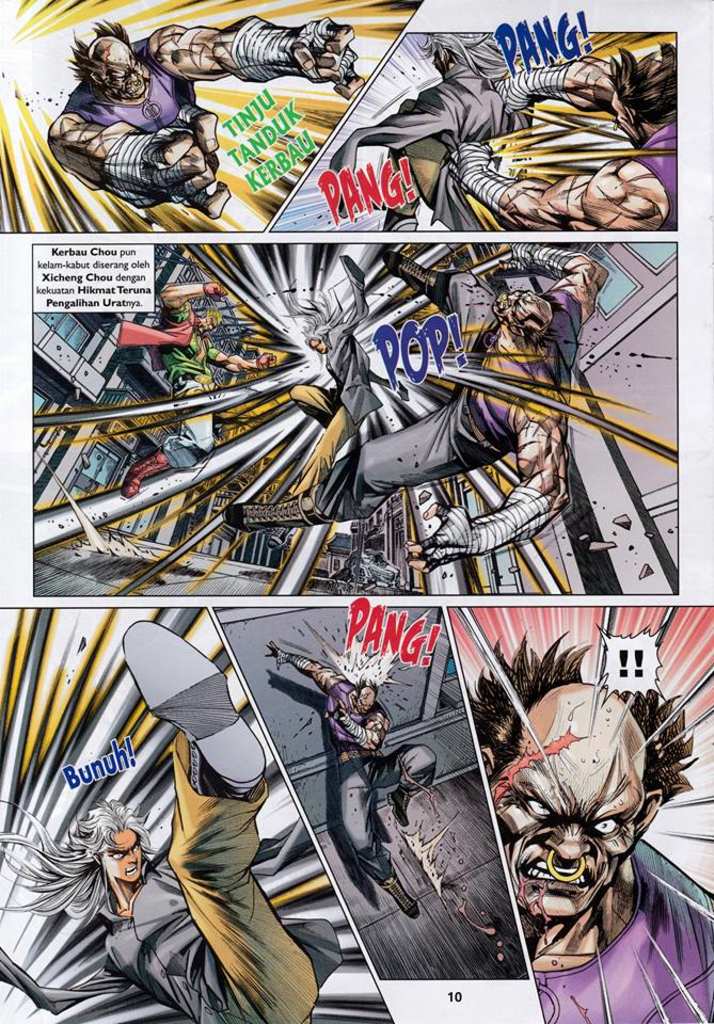 TINJU
TANDUK
KERBAU
PANG!
PANG!
Kerbau Chou pun
kelam-kabut diserang oleh
Xicheng Chou dengan
kekuatan Hikmat Teruna
Pengalihan Uratnya.
POP!
Bunuh!
PANG!
!!
10